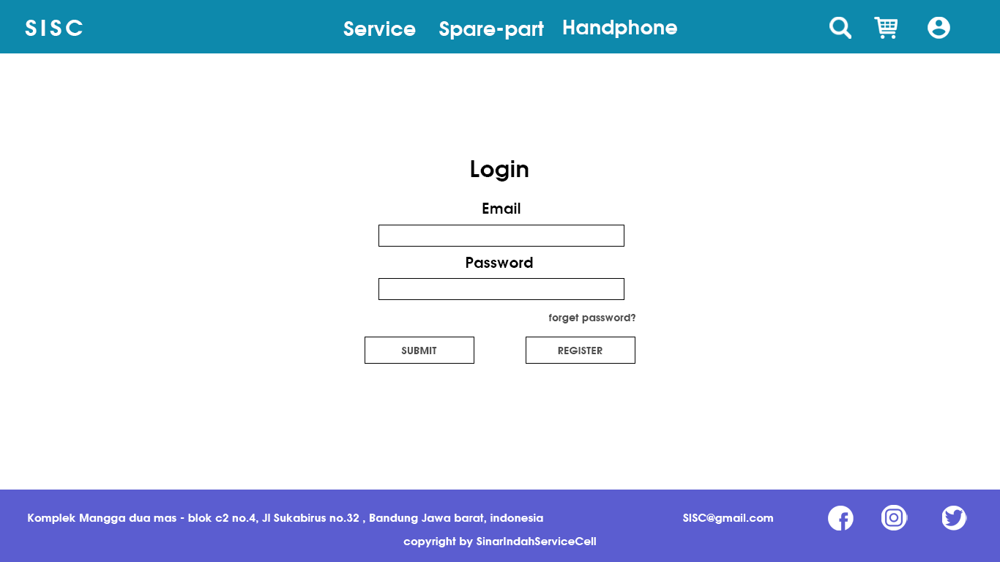 SISC
Service Spare-part Handphone
Login
Email
Password
forget password?
SUBMIT REGISTER
Komplek Mangga dua mas - blok c2 no.4, Jl Sukabirus no.32 , Bandung Jawa barat, indonesia
SISC@gmail.com
copyright by SinarIndahServiceCell